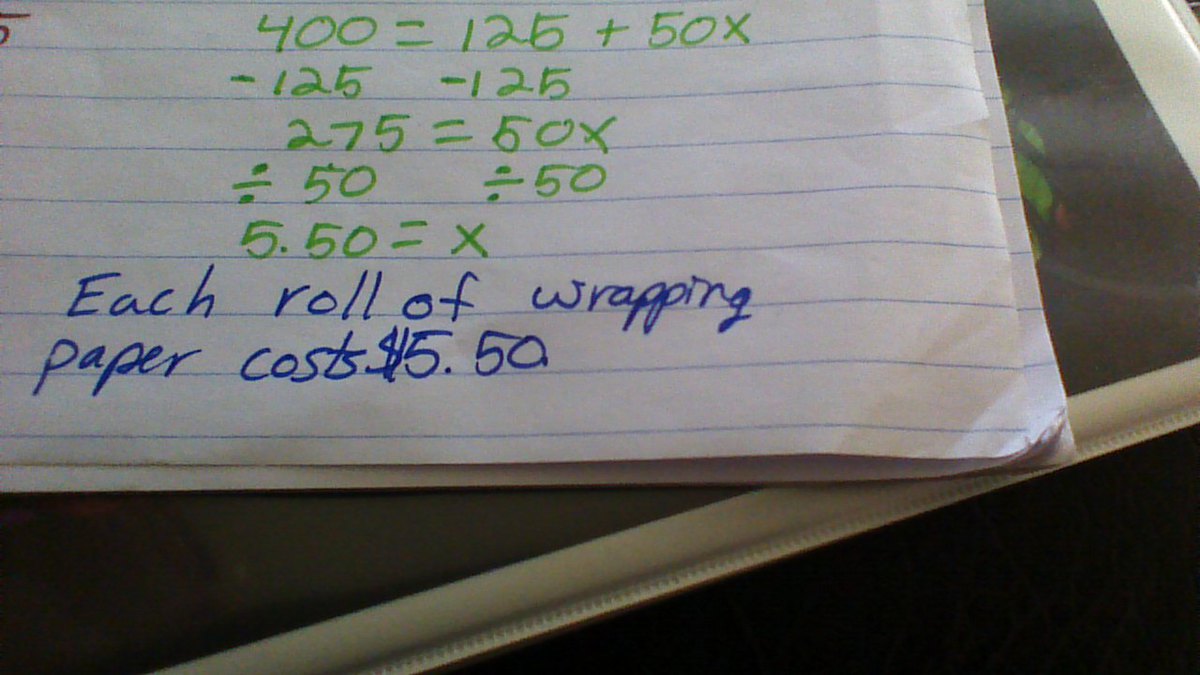 400 = 125 + 50x
-125 -125
275 = 50x
÷ 50 ÷50
5.50 = x
Each roll of wrapping
paper costs $5.50